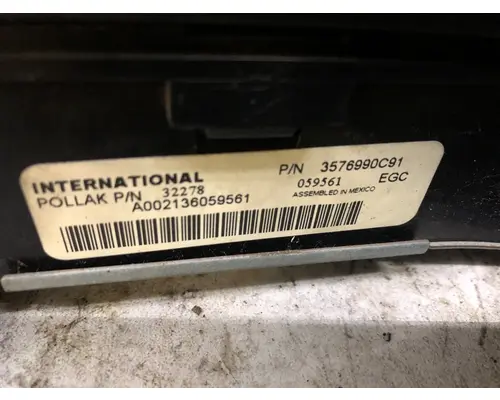 INTERNATIONAL P/N 3576990C91
POLLAK P/N 32278 059561 EGC
A002136059561 ASSEMBLED IN MEXICO